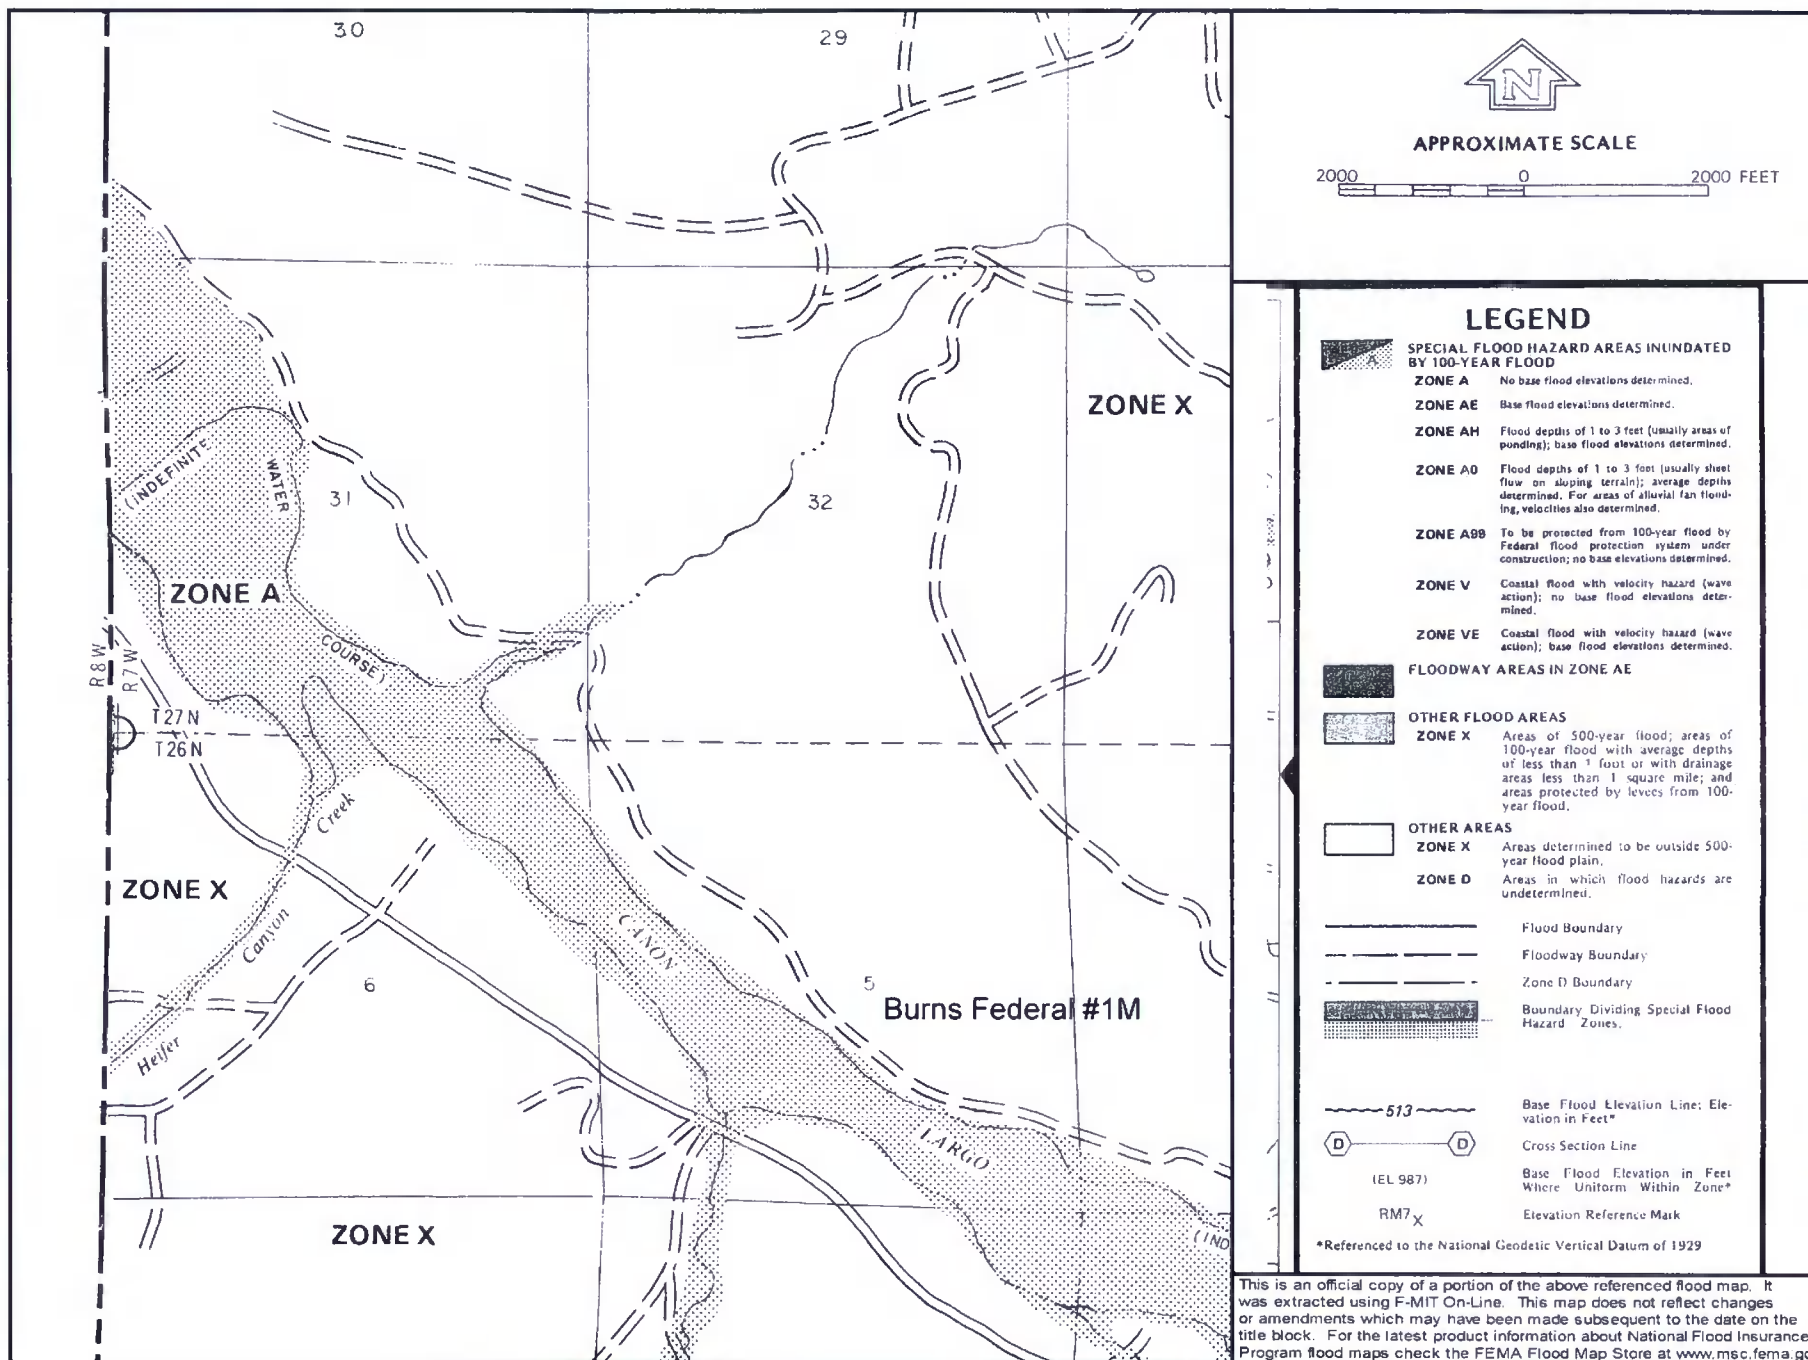 30
29
N
APPROXIMATE SCALE
2000 0 2000 FEET
ZONE X
(INDEFINITE
WATER
31
32
ZONE A
COURSE)
R8W
R7W
T27N
T26N
Creek
ZONE X
Canyon
CANON
6
5
Burns Federal #1M
Heifer
LARGO
ZONE X
(IND
LEGEND
A
SPECIAL FLOOD HAZARD AREAS INUNDATED
BY 100-YEAR FLOOD
ZONE A No base flood elevations determined.
ZONE AE Base flood elevations determined.
ZONE AH Flood depths of 1 to 3 feet (usually areas of
ponding); base flood elevations determined.
ZONE A0 Flood depths of 1 to 3 feet (usually sheet
flow on sloping terrain); average depths
determined. For areas of alluvial fan flood-
ing, velocities also determined.
ZONE A99 To be protected from 100-year flood by
Federal flood protection system under
construction; no base elevations determined.
ZONE V Coastal flood with velocity hazard (wave
action); no base flood elevations deter-
mined.
ZONE VE Coastal flood with velocity hazard (wave
action); base flood elevations determined.
FLOODWAY AREAS IN ZONE AE
OTHER FLOOD AREAS
ZONE X Areas of 500-year flood; areas of
100-year flood with average depths
of less than 1 foot or with drainage
areas less than 1 square mile; and
areas protected by levees from 100-
year flood.
OTHER AREAS
ZONE X Areas determined to be outside 500-
year flood plain.
ZONE D Areas in which flood hazards are
undetermined.
Flood Boundary
Floodway Boundary
Zone D Boundary
Boundary Dividing Special Flood
Hazard Zones.
513 Base Flood Elevation Line; Ele-
vation in Feet*
D D Cross Section Line
(EL 987) Base Flood Elevation in Feet
Where Uniform Within Zone*
RM7X Elevation Reference Mark
*Referenced to the National Geodetic Vertical Datum of 1929
This is an official copy of a portion of the above referenced flood map. It
was extracted using F-MIT On-Line. This map does not reflect changes
or amendments which may have been made subsequent to the date on the
title block. For the latest product information about National Flood Insurance
Program flood maps check the FEMA Flood Map Store at www.msc.fema.go